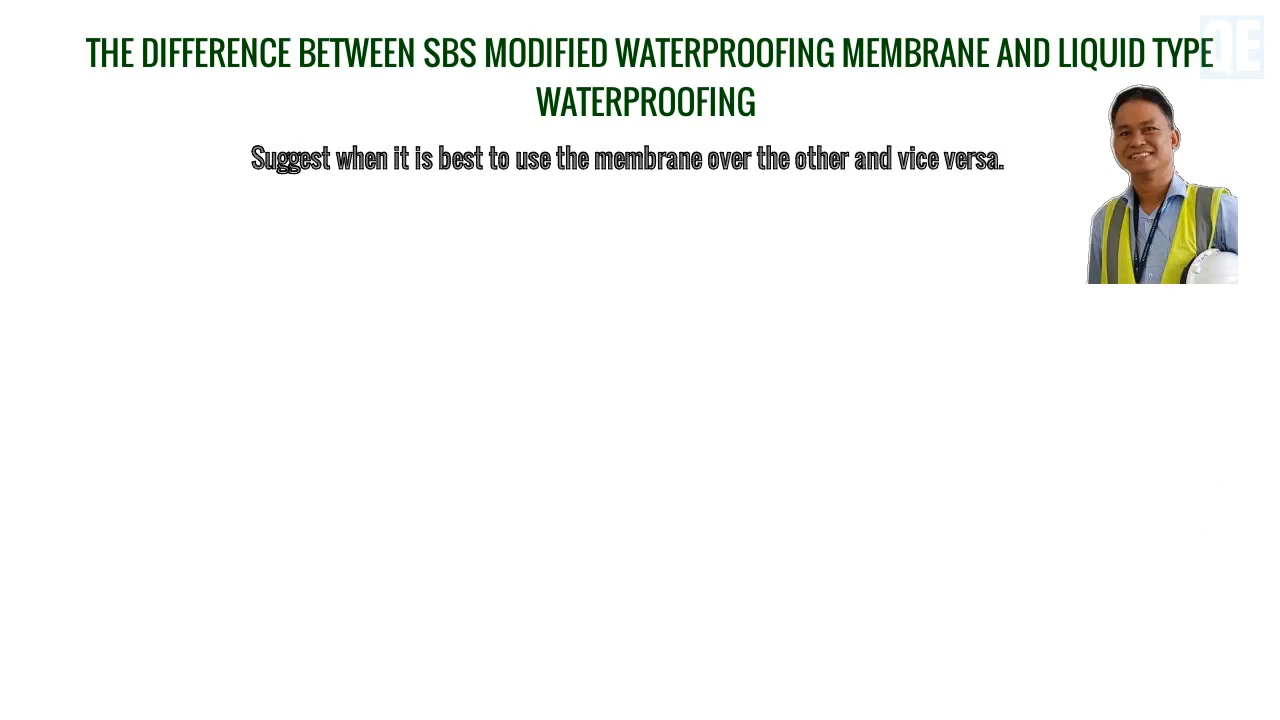 THE DIFFERENCE BETWEEN SBS MODIFIED WATERPROOFING MEMBRANE AND LIQUID TYPE
WATERPROOFING
Suggest when it is best to use the membrane over the other and vice versa.
QE